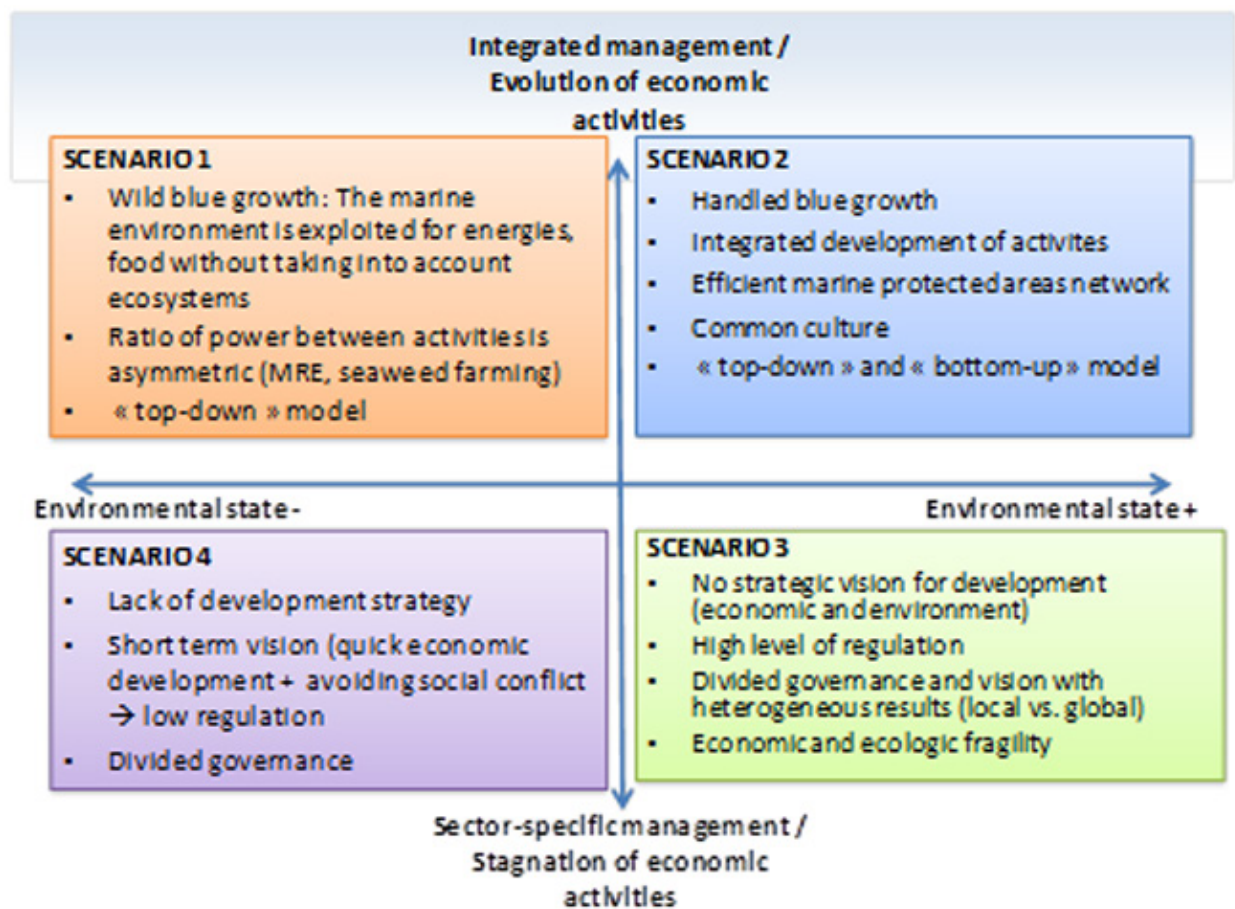 Integrated management /
Evolution of economic
activities
SCENARIO 1
▪ Wild blue growth: The marine
environment is exploited for energies,
food without taking into account
ecosystems
▪ Ratio of power between activities is
asymmetric (MRE, seaweed farming)
▪ « top-down » model
SCENARIO 2
▪ Handled blue growth
▪ Integrated development of activites
▪ Efficient marine protected areas network
▪ Common culture
▪ « top-down » and « bottom-up » model
Environmental state -
Environmental state +
SCENARIO 4
▪ Lack of development strategy
▪ Short term vision (quick economic
development + avoiding social conflict
→ low regulation
▪ Divided governance
SCENARIO 3
▪ No strategic vision for development
(economic and environment)
▪ High level of regulation
▪ Divided governance and vision with
heterogeneous results (local vs. global)
▪ Economic and ecologic fragility
Sector-specific management /
Stagnation of economic
activities